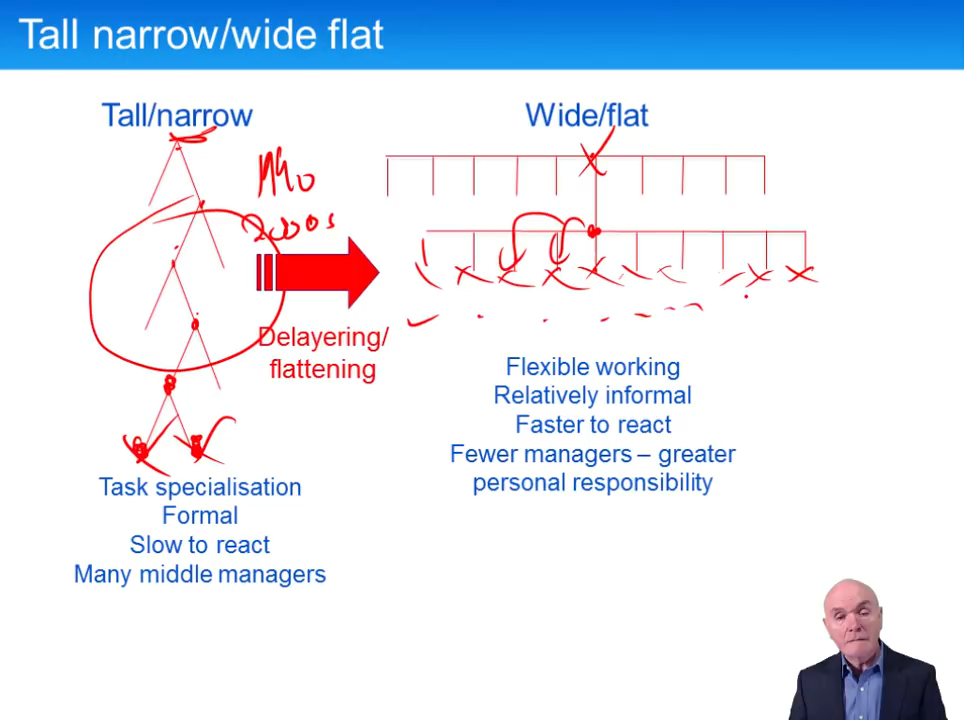 Tall narrow/wide flat
Tall/narrow
Wide/flat
2000s
Delayering/
flattening
Task specialisation
Formal
Slow to react
Many middle managers
Flexible working
Relatively informal
Faster to react
Fewer managers – greater
personal responsibility